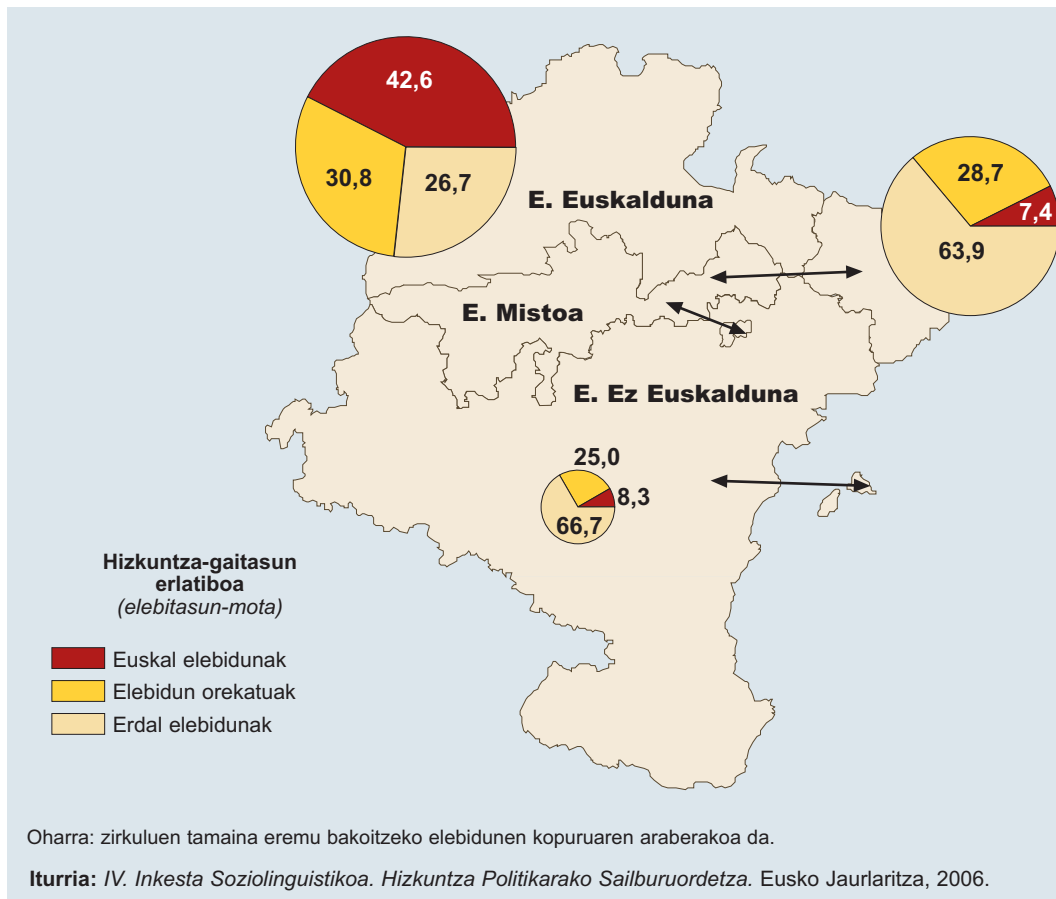 42,6
30,8
26,7
28,7
7,4
63,9
E. Euskalduna
E. Mistoa
E. Ez Euskalduna
25,0
8,3
66,7
Hizkuntza-gaitasun
erlatiboa
(elebitasun-mota)
Euskal elebidunak
Elebidun orekatuak
Erdal elebidunak
Oharra: zirkuluen tamaina eremu bakoitzeko elebidunen kopuruaren araberakoa da.
Iturria: IV. Inkesta Soziolinguistikoa. Hizkuntza Politikarako Sailburuordetza. Eusko Jaurlaritza, 2006.